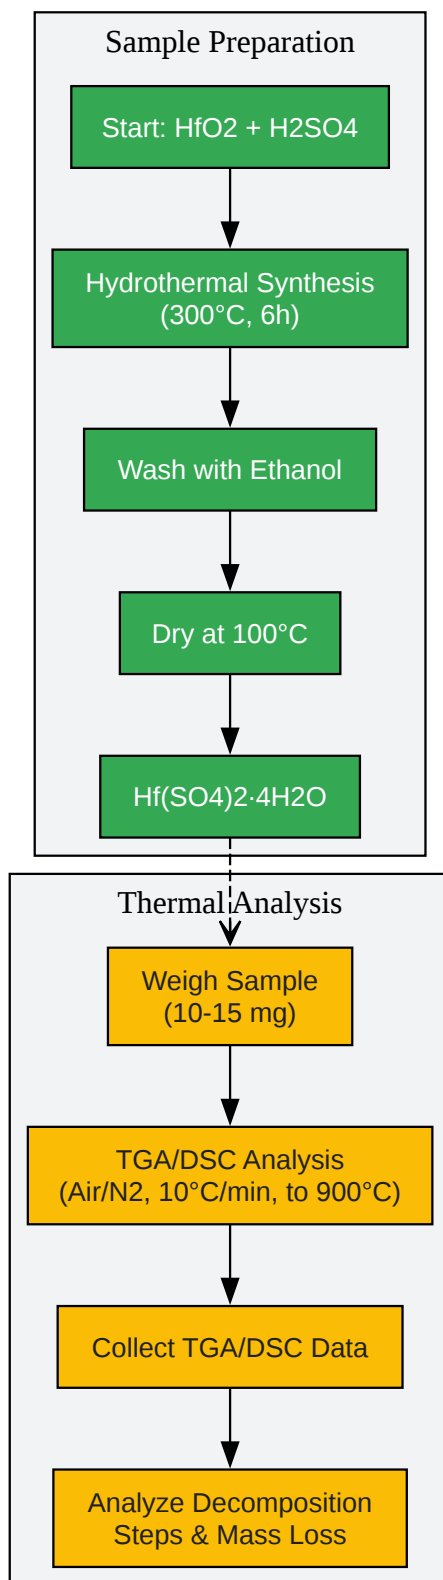 Sample Preparation
Start: HfO2 + H2SO4
Hydrothermal Synthesis
(300°C, 6h)
Wash with Ethanol
Dry at 100°C
Hf(SO4)2·4H2O
Thermal Analysis
Weigh Sample
(10-15 mg)
TGA/DSC Analysis
(Air/N2, 10°C/min, to 900°C)
Collect TGA/DSC Data
Analyze Decomposition
Steps & Mass Loss